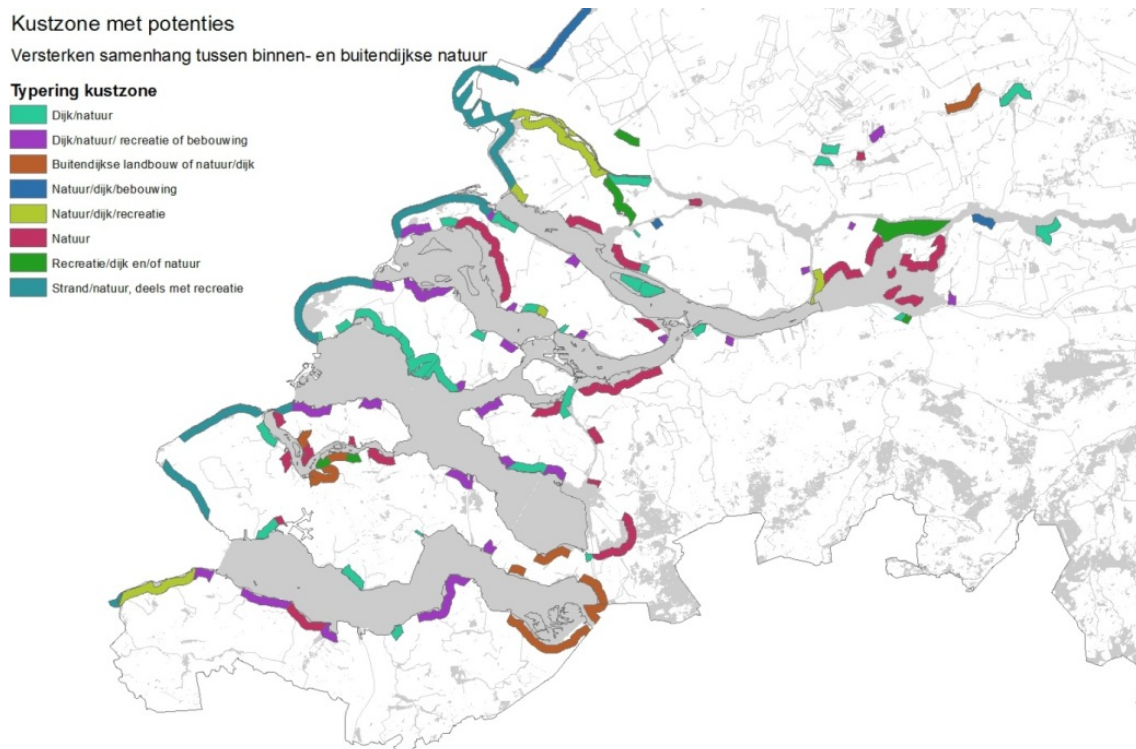 Kustzone met potenties
Versterken samenhang tussen binnen- en buitendijkse natuur
Typering kustzone
Dijk/natuur
Dijk/natuur/ recreatie of bebouwing
Buitendijkse landbouw of natuur/dijk
Natuur/dijk/bebouwing
Natuur/dijk/recreatie
Natuur
Recreatie/dijk en/of natuur
Strand/natuur, deels met recreatie